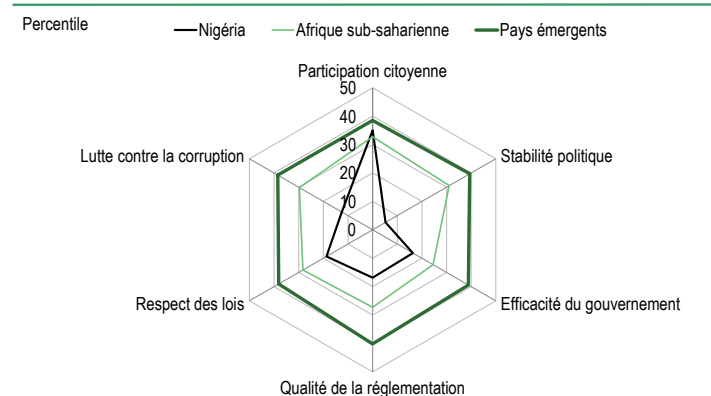 Percentile
Nigéria Afrique sub-saharienne Pays émergents
Participation citoyenne
50
40
30
20
10
0
Lutte contre la corruption
Stabilité politique
Respect des lois
Efficacité du gouvernement
Qualité de la réglementation